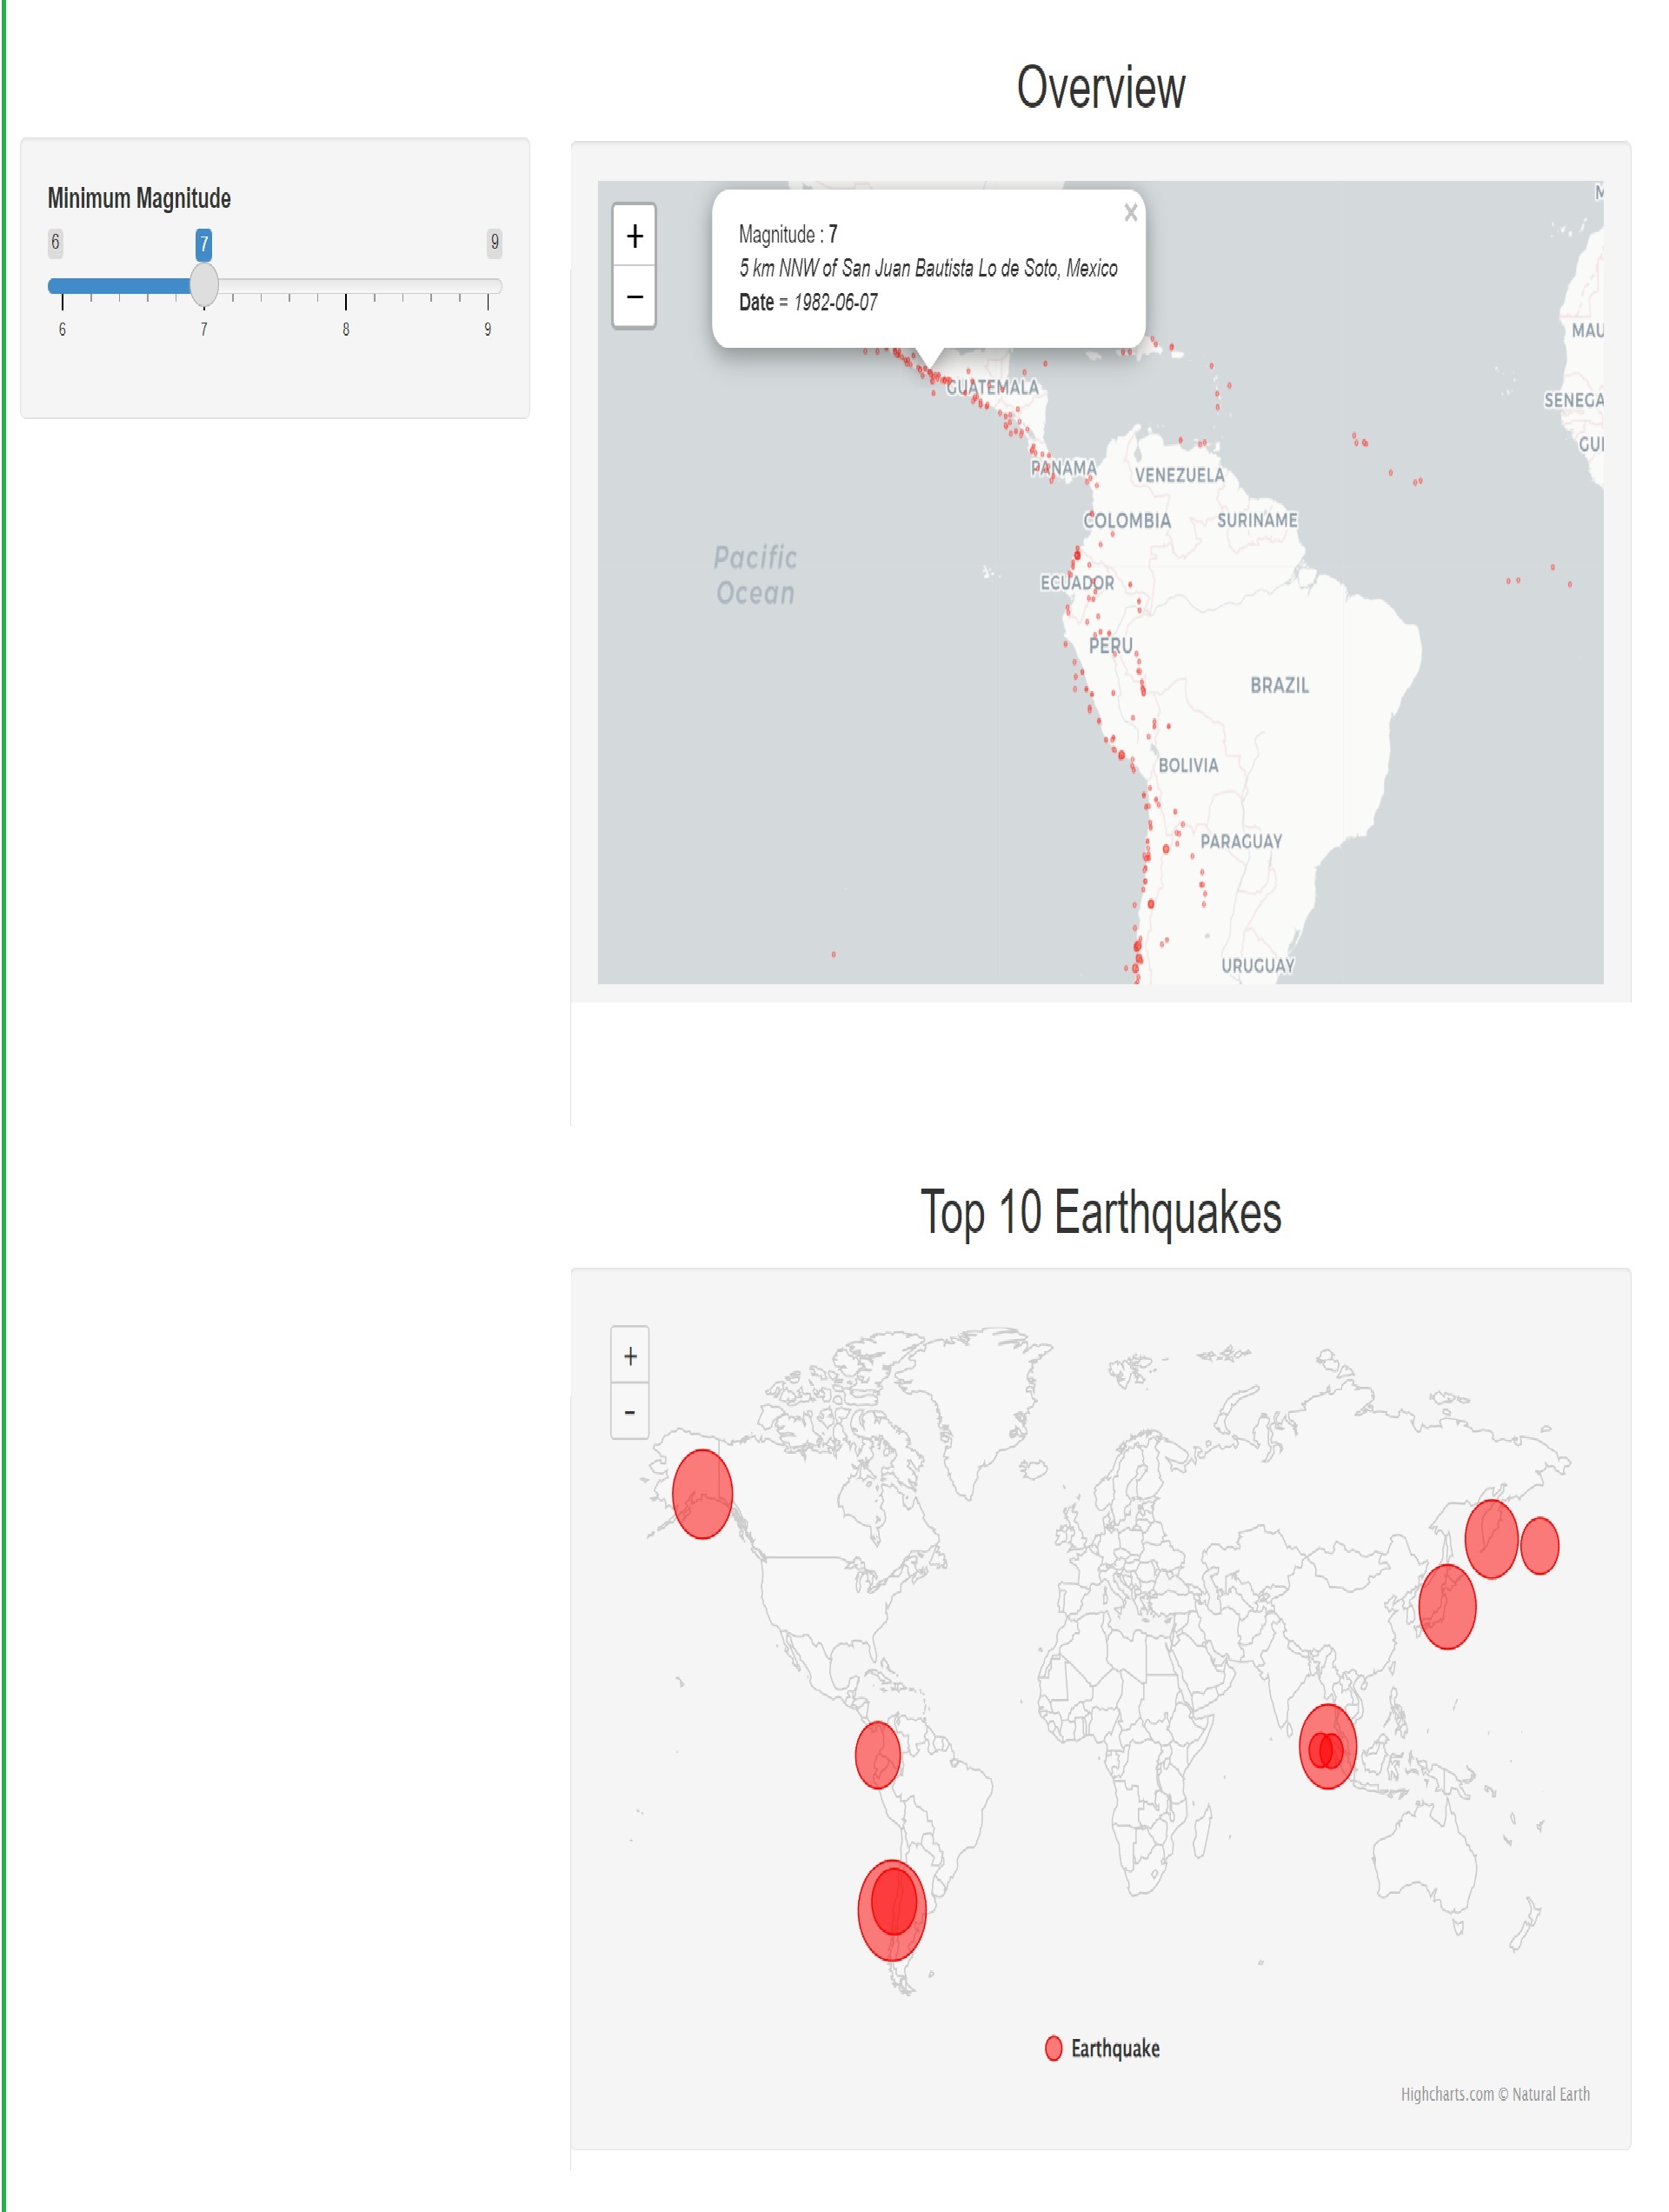 Overview
Minimum Magnitude
6
7
9
6
7
8
9
+
−
×
Magnitude : 7
5 km NNW of San Juan Bautista Lo de Soto, Mexico
Date = 1982-06-07
M
MAU
SENEGA
GUI
GUATEMALA
PANAMA
VENEZUELA
COLOMBIA
SURINAME
Pacific
Ocean
ECUADOR
PERU
BRAZIL
BOLIVIA
PARAGUAY
URUGUAY
Top 10 Earthquakes
+
-
Earthquake
Highcharts.com © Natural Earth